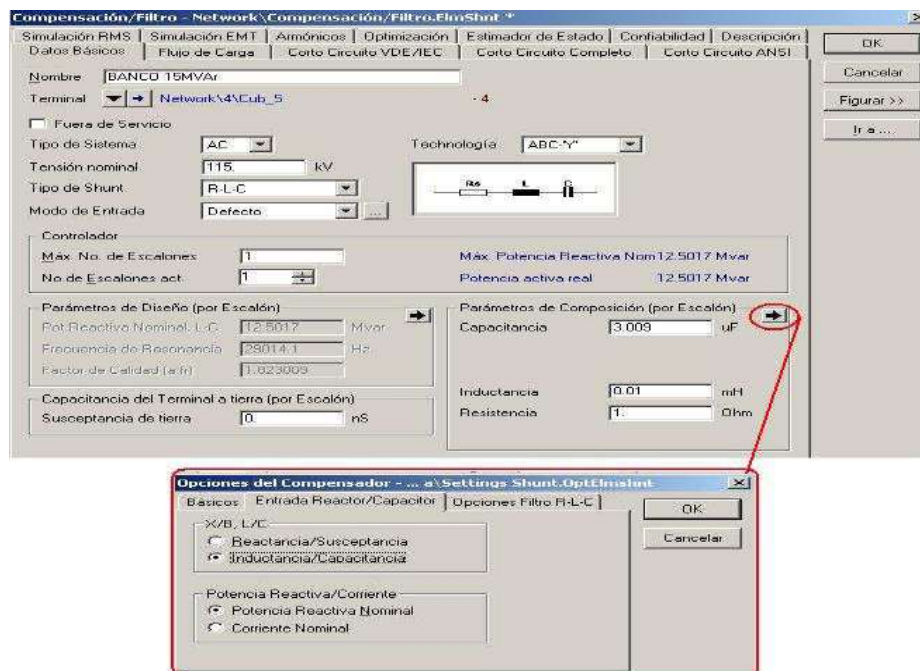 Compensación/Filtro - Network\Compensación/Filtro.ElmShnt *
Simulación RMS Simulación EMT Armónicos Optimización Estimador de Estado Confiabilidad Descripción
Datos Básicos Flujo de Carga Corto Circuito VDE/IEC Corto Circuito Completo Corto Circuito ANSI
OK
Cancelar
Figurar >>
Ir a ...
Nombre BANCO 15MVAr
Terminal Network\4\Cub_5 - 4
Fuera de Servicio
Tipo de Sistema AC Technología ABC-'Y'
Tensión nominal 115. kV
Tipo de Shunt R-L-C
Rs L C
Modo de Entrada Defecto ...
Controlador
Máx. No. de Escalones 1 Máx. Potencia Reactiva Nom 12.5017 Mvar
No de Escalones act. 1 Potencia activa real 12.5017 Mvar
Parámetros de Diseño (por Escalón)
Pot.Reactiva Nominal, L-C 12.5017 Mvar
Frecuencia de Resonancia 29014.1 Hz
Factor de Calidad (a fr) 1.823009
Capacitancia del Terminal a tierra (por Escalón)
Susceptancia de tierra 0. nS
Parámetros de Composición (por Escalón)
Capacitancia 3.009 uF
Inductancia 0.01 mH
Resistencia 1. Ohm
Opciones del Compensador - ... a\Settings Shunt.OptElmshnt
Básicos Entrada Reactor/Capacitor Opciones Filtro R-L-C
OK
Cancelar
X/B, L/C
Reactancia/Susceptancia
Inductancia/Capacitancia
Potencia Reactiva/Corriente
Potencia Reactiva Nominal
Corriente Nominal